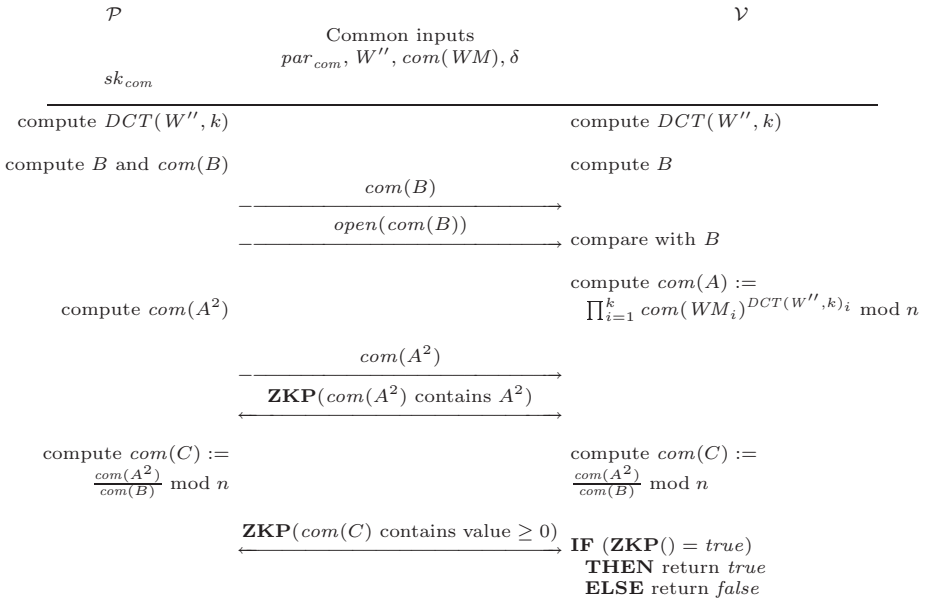 𝒫 𝒱
Common inputs
par_com, W′′, com(WM), δ
sk_com
compute DCT(W′′, k) compute DCT(W′′, k)
compute B and com(B) compute B
com(B)
open(com(B))
compare with B
compute com(A) :=
compute com(A²) ∏_{i=1}^{k} com(WM_i)^{DCT(W′′,k)_i} mod n
com(A²)
ZKP(com(A²) contains A²)
compute com(C) := compute com(C) :=
com(A²)/com(B) mod n com(A²)/com(B) mod n
ZKP(com(C) contains value ≥ 0)
IF (ZKP() = true)
THEN return true
ELSE return false